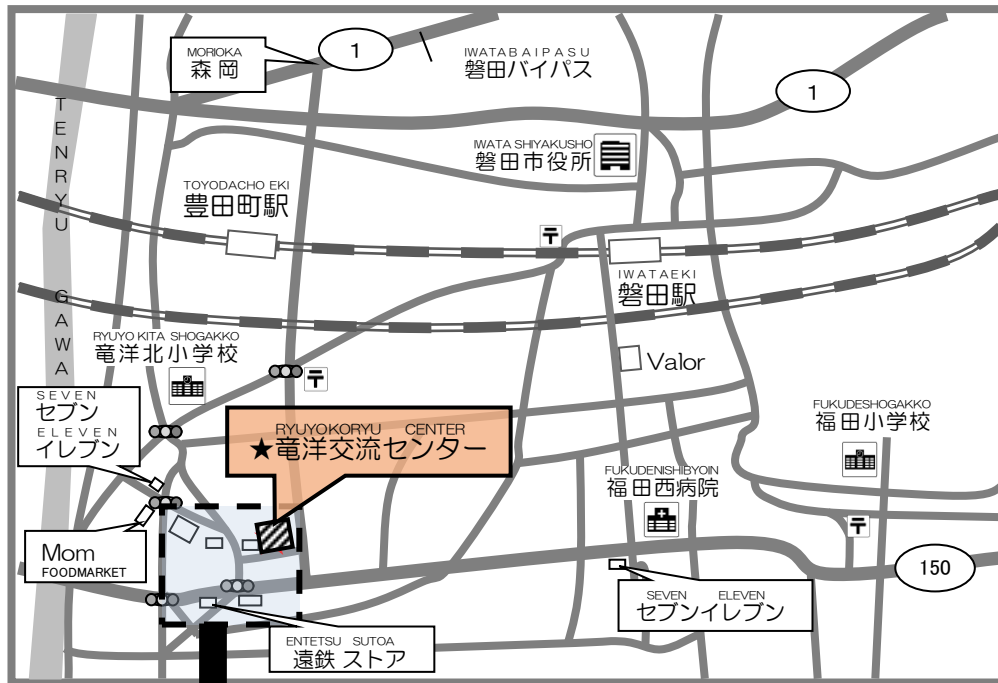 MORIOKA
森岡
1
IWATABAIPASU
磐田バイパス
1
TENRYU GAWA
IWATA SHIYAKUSHO
磐田市役所
TOYODACHO EKI
豊田町駅
〒
IWATAEKI
磐田駅
RYUYO KITA SHOGAKKO
竜洋北小学校
〒
Valor
SEVEN
セブン
ELEVEN
イレブン
RYUYOKORYU CENTER
★竜洋交流センター
FUKUDESHOGAKKO
福田小学校
FUKUDENISHIBYOIN
福田西病院
〒
Mom
FOODMARKET
150
SEVEN ELEVEN
セブンイレブン
ENTETSU SUTOA
遠鉄 ストア